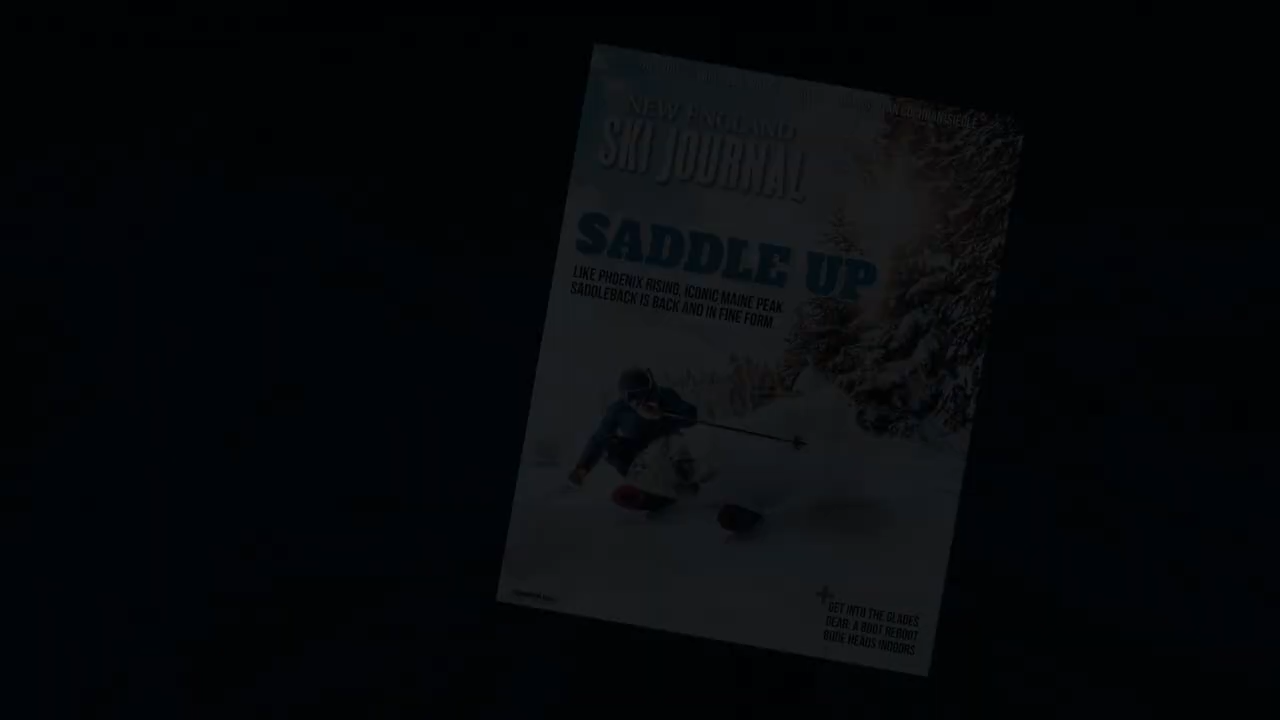 NEW ENGLAND
SKI JOURNAL
SADDLE UP
LIKE PHOENIX RISING, ICONIC MAINE PEAK
SADDLEBACK IS BACK AND IN FINE FORM
+
GET INTO THE GLADES
GEAR: A BOOT REBOOT
BODE HEADS INDOORS